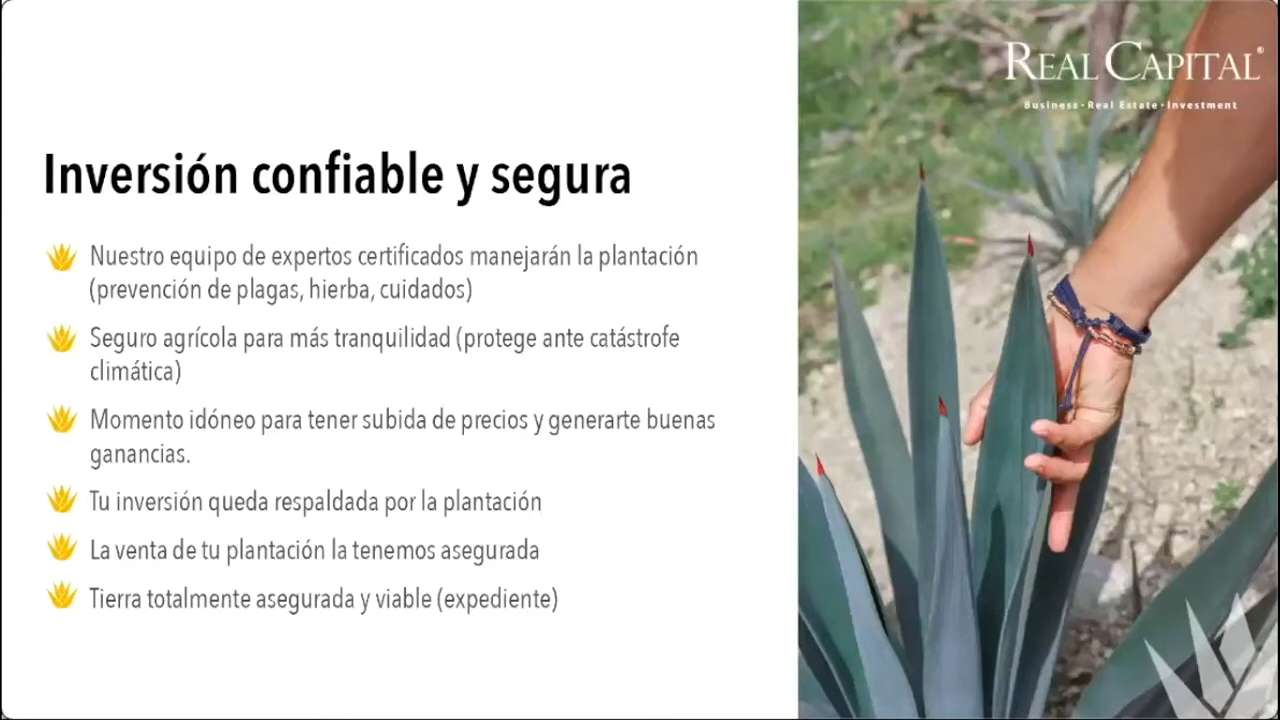 REAL CAPITAL®
Business · Real Estate · Investment
Inversión confiable y segura
Nuestro equipo de expertos certificados manejarán la plantación
(prevención de plagas, hierba, cuidados)
Seguro agrícola para más tranquilidad (protege ante catástrofe
climática)
Momento idóneo para tener subida de precios y generarte buenas
ganancias.
Tu inversión queda respaldada por la plantación
La venta de tu plantación la tenemos asegurada
Tierra totalmente asegurada y viable (expediente)